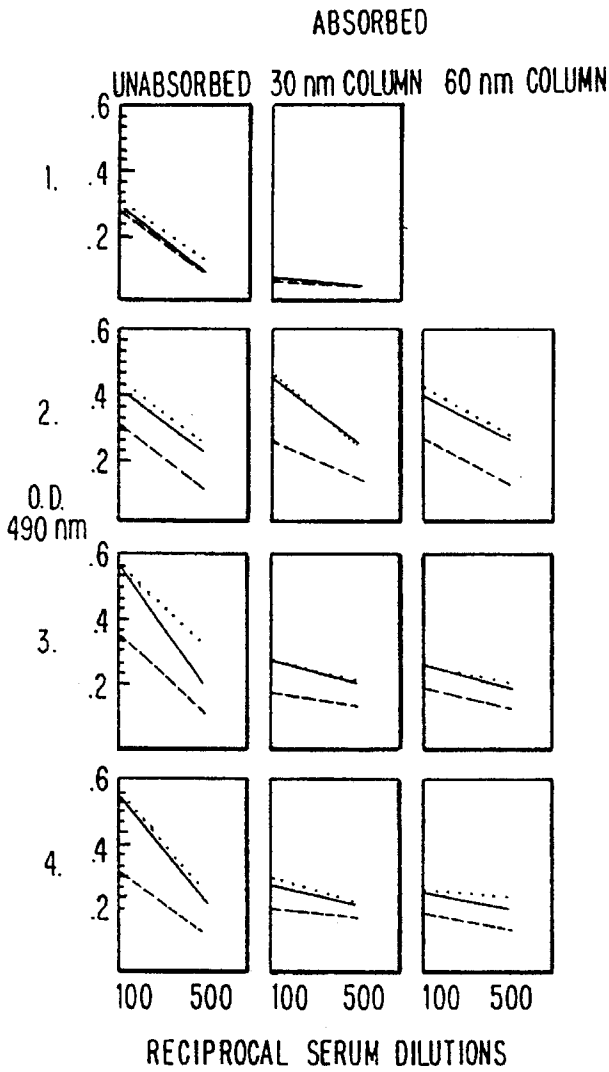 ABSORBED
UNABSORBED 30 nm COLUMN 60 nm COLUMN
.6
1.
.4
.2
.6
2.
.4
.2
O.D.
490 nm
.6
.4
3.
.2
.6
4.
.4
.2
100 500 100 500 100 500
RECIPROCAL SERUM DILUTIONS